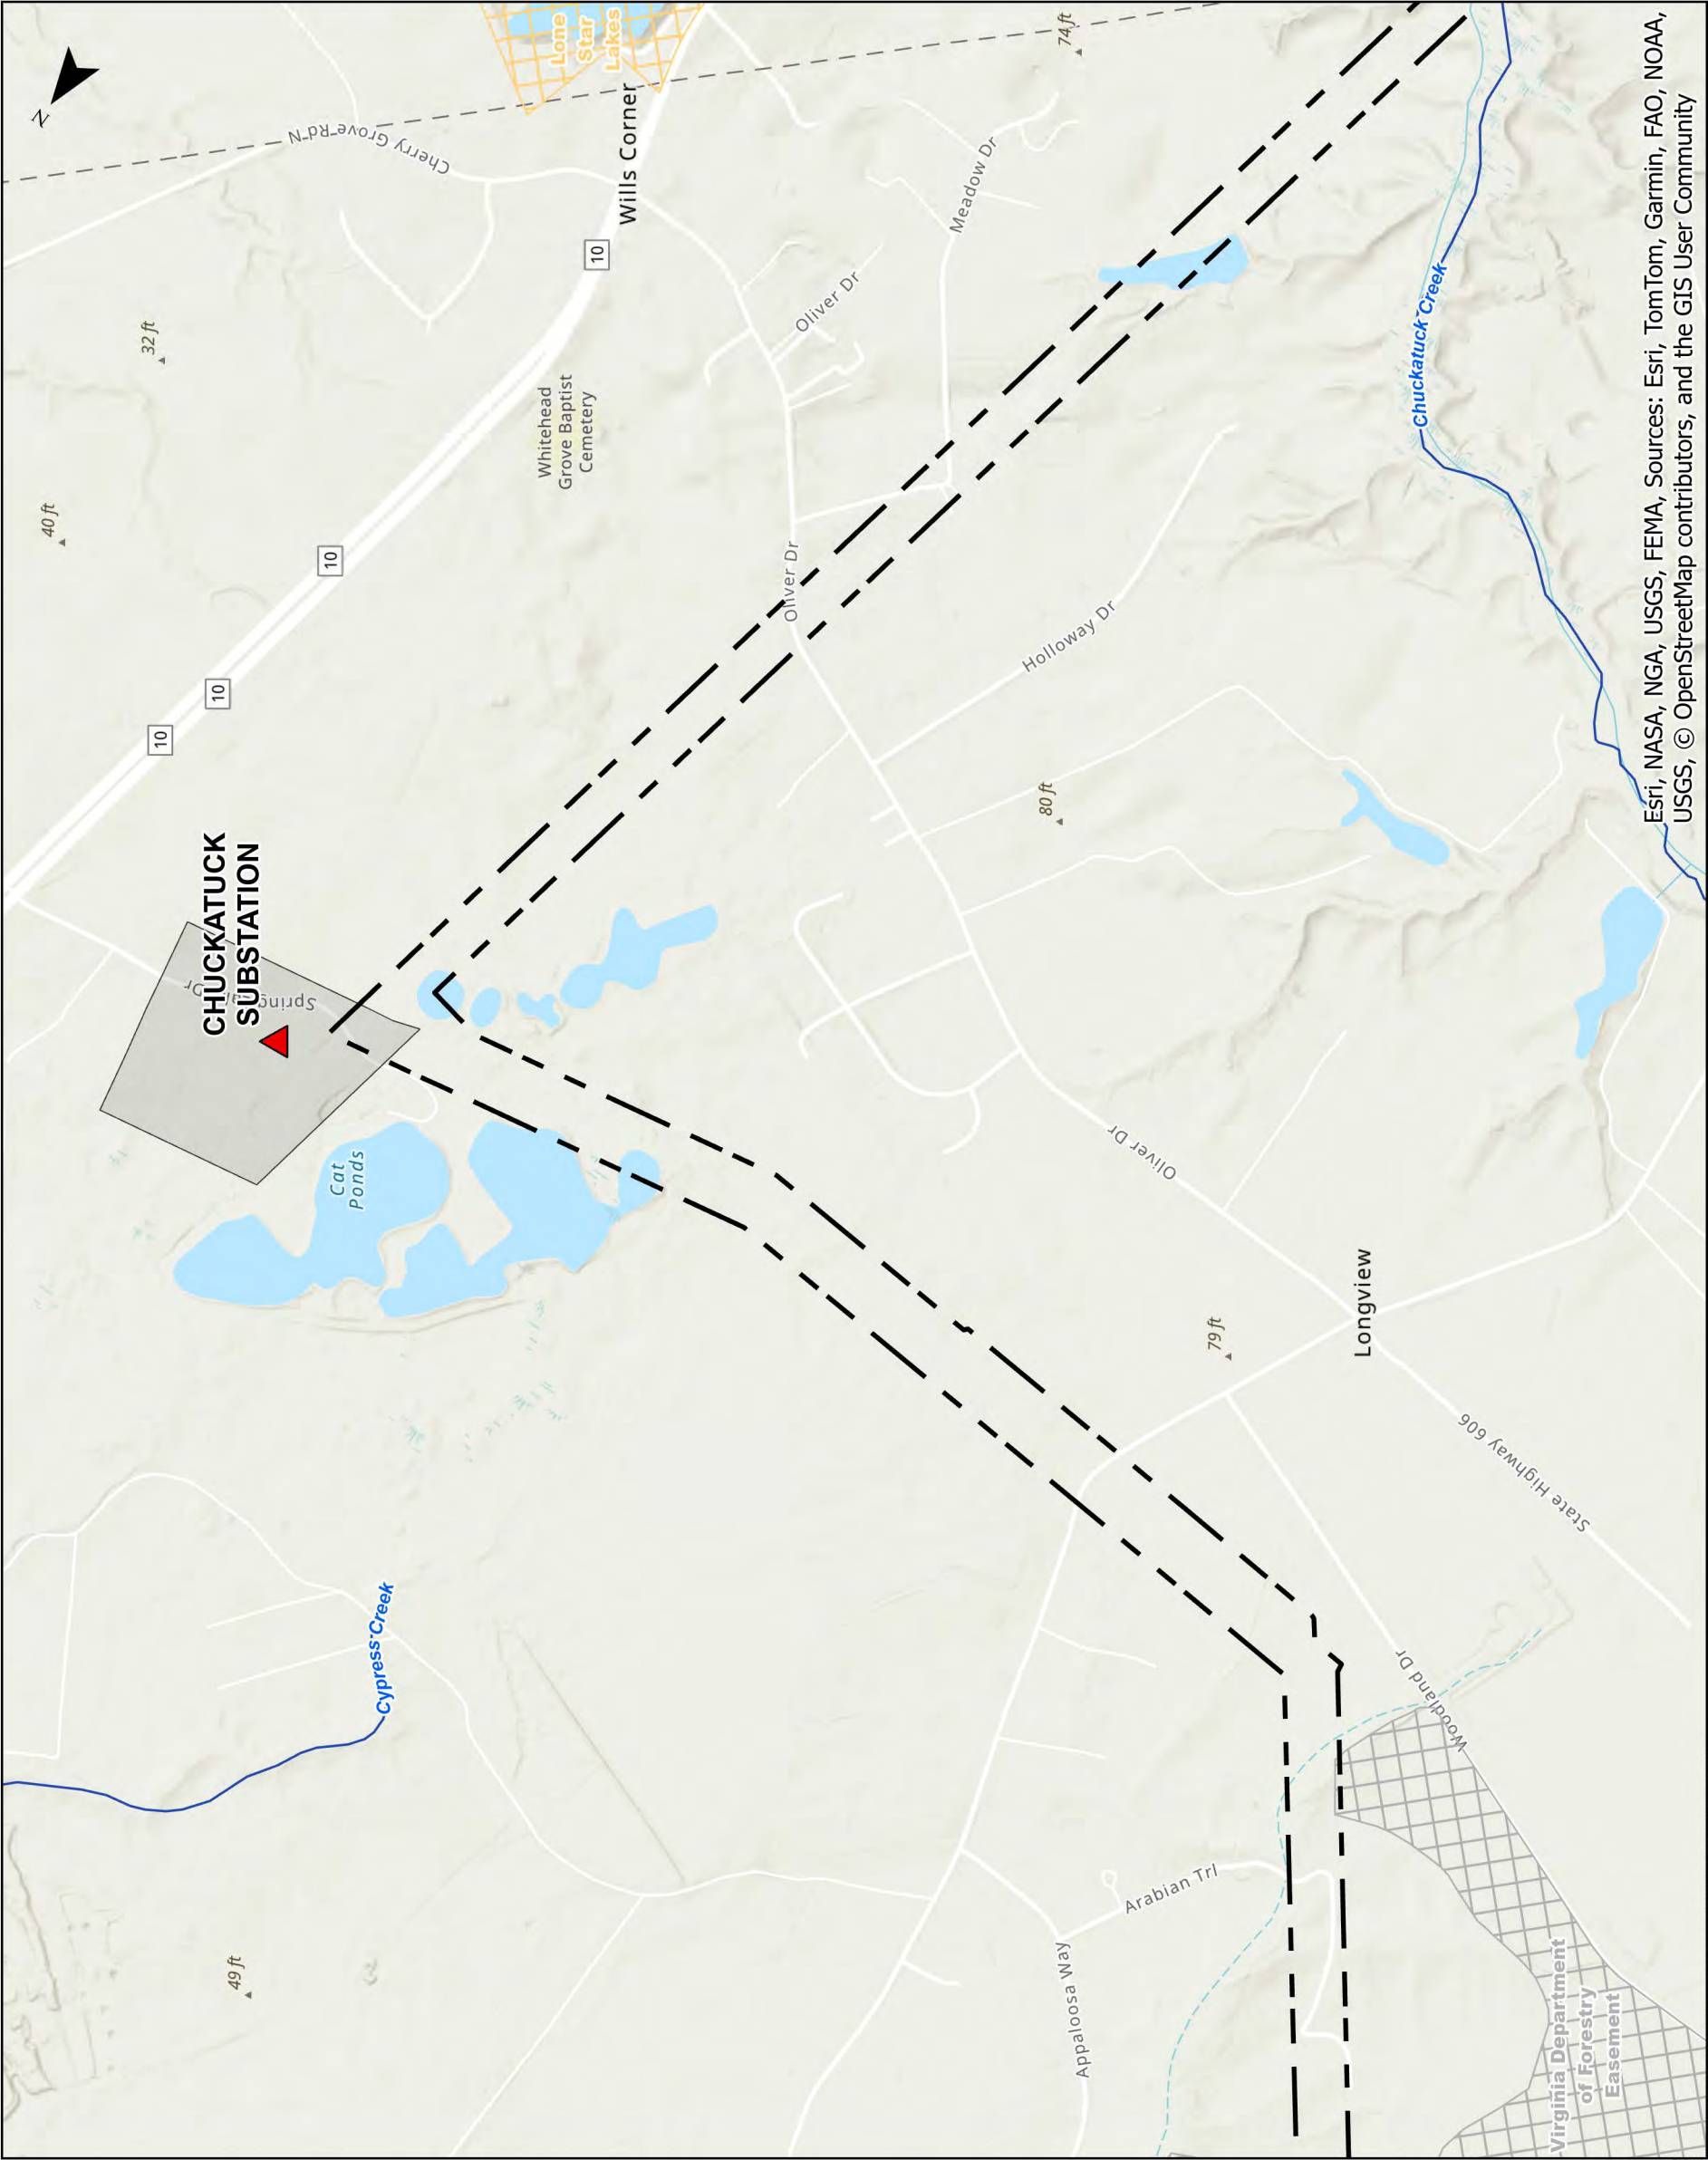 N
Lone
Star
Lakes
74 ft
Cherry Grove Rd N
Wills Corner
Meadow Dr
10
Oliver Dr
32 ft
Chuckatuck Creek
Whitehead
Grove Baptist
Cemetery
40 ft
10
Oliver Dr
Holloway Dr
10
10
80 ft
CHUCKATUCK
SUBSTATION
Cat
Ponds
Oliver Dr
Longview
79 ft
State Highway 606
Cypress Creek
Woodland Dr
Arabian Trl
Appaloosa Way
49 ft
Virginia Department
of Forestry
Easement
Esri, NASA, NGA, USGS, FEMA, Sources: Esri, TomTom, Garmin, FAO, NOAA,
USGS, © OpenStreetMap contributors, and the GIS User Community